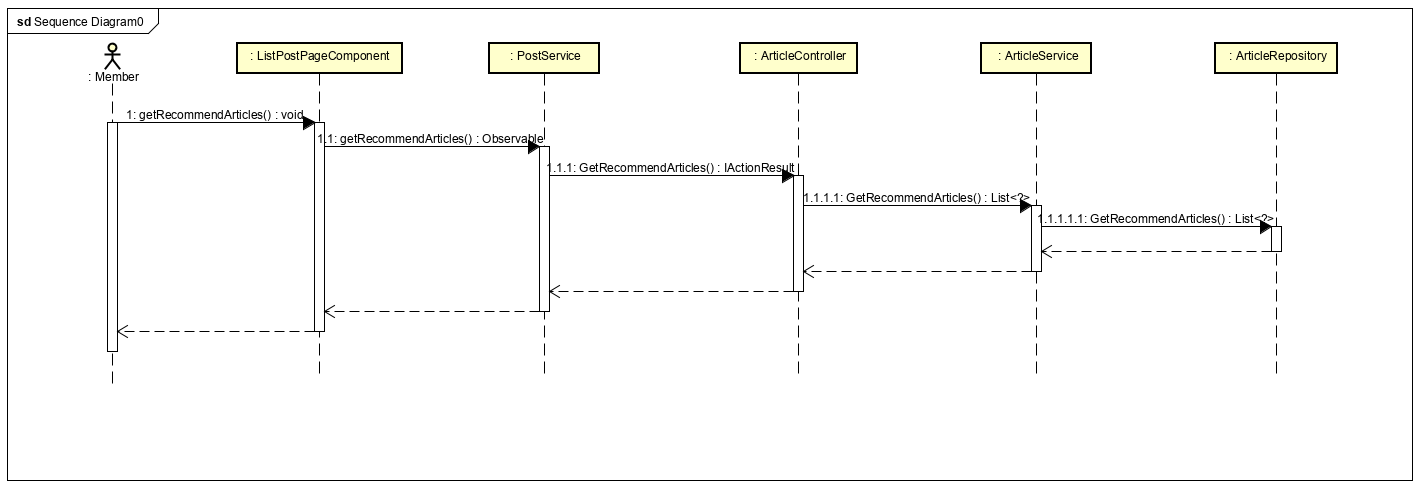 sd Sequence Diagram0
: Member
: ListPostPageComponent
: PostService
: ArticleController
: ArticleService
: ArticleRepository
1: getRecommendArticles() : void
1.1: getRecommendArticles() : Observable
1.1.1: GetRecommendArticles() : IActionResult
1.1.1.1: GetRecommendArticles() : List<?>
1.1.1.1.1: GetRecommendArticles() : List<?>